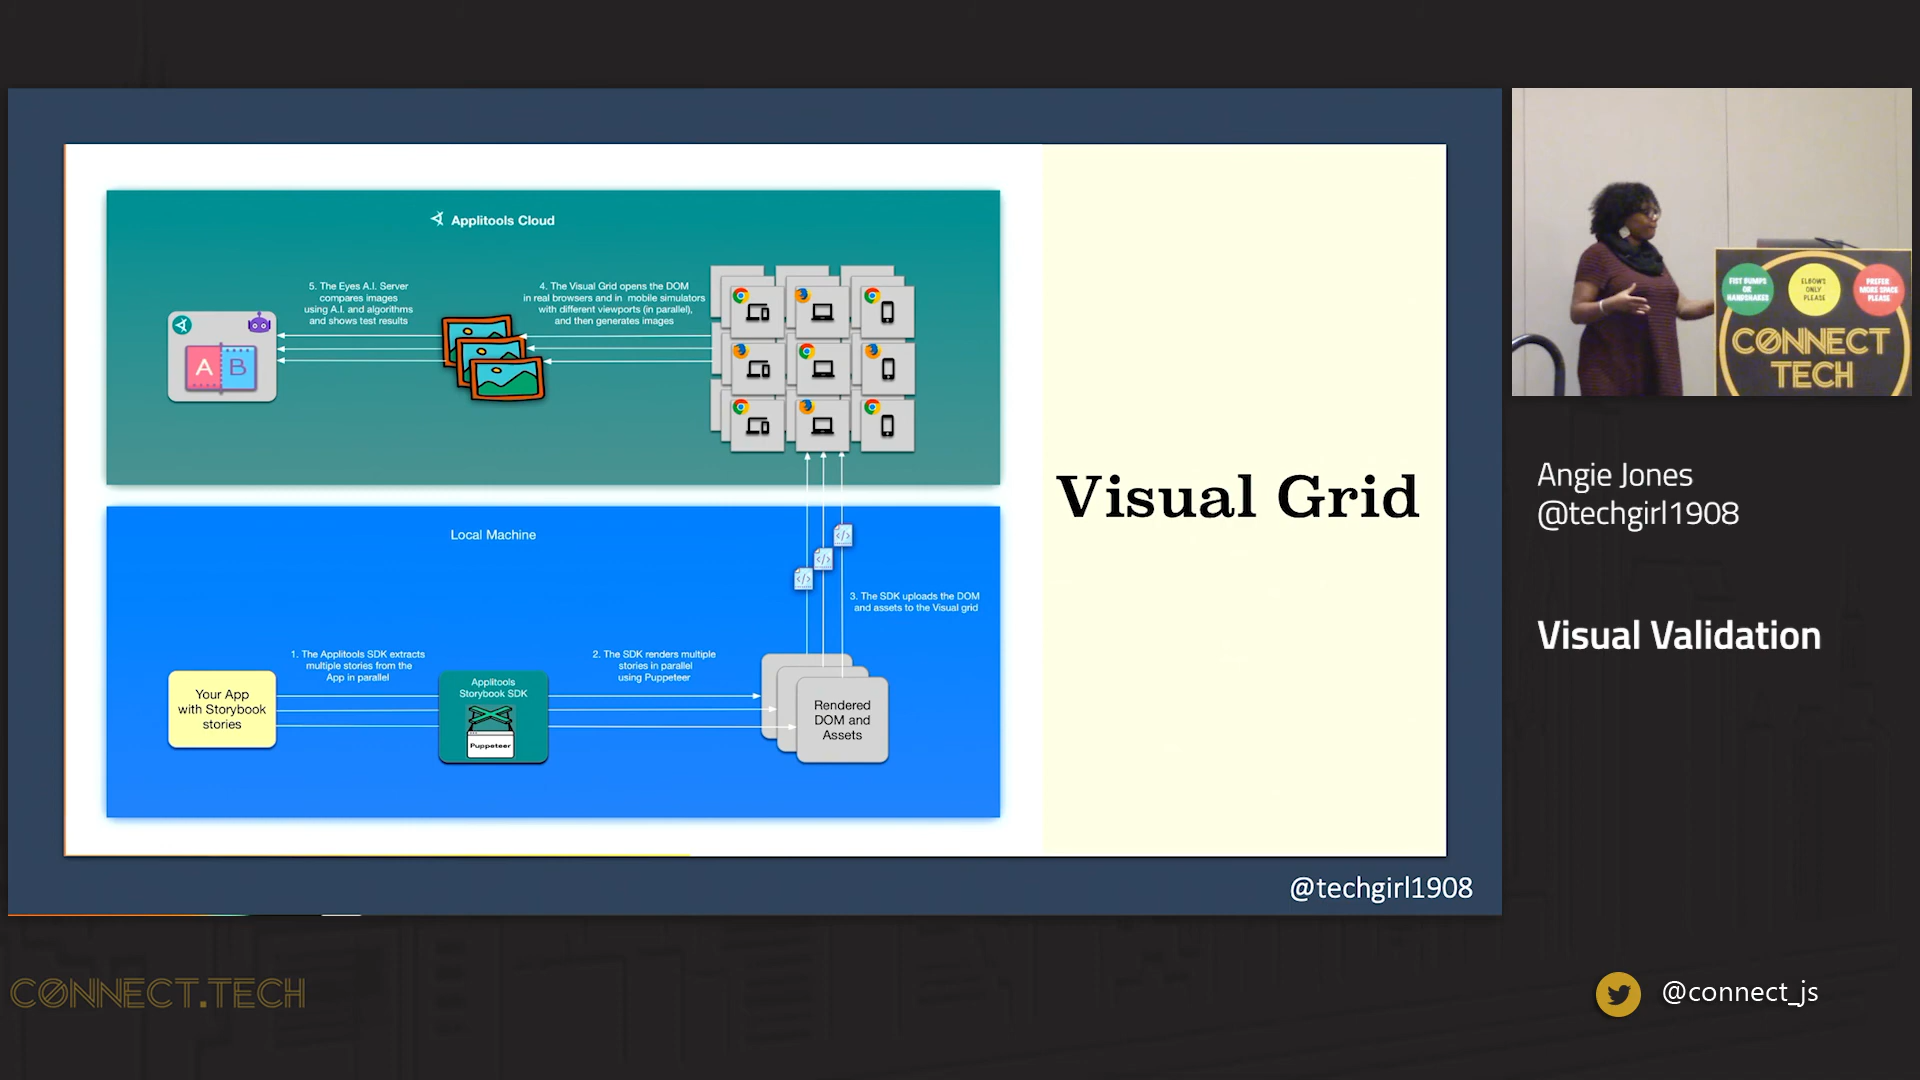 Applitools Cloud
5. The Eyes A.I. Server
compares images
using A.I. and algorithms
and shows test results
4. The Visual Grid opens the DOM
in real browsers and in mobile simulators
with different viewports (in parallel),
and then generates images
A B
Local Machine
3. The SDK uploads the DOM
and assets to the Visual grid
1. The Applitools SDK extracts
multiple stories from the
App in parallel
2. The SDK renders multiple
stories in parallel
using Puppeteer
Your App
with Storybook
stories
Applitools
Storybook SDK
Puppeteer
Rendered
DOM and
Assets
Visual Grid
@techgirl1908
FIST BUMPS
OR
HANDSHAKES
ELBOWS
ONLY
PLEASE
PREFER
MORE SPACE
PLEASE
CONNECT
TECH
Angie Jones
@techgirl1908
Visual Validation
CONNECT.TECH
@connect_js